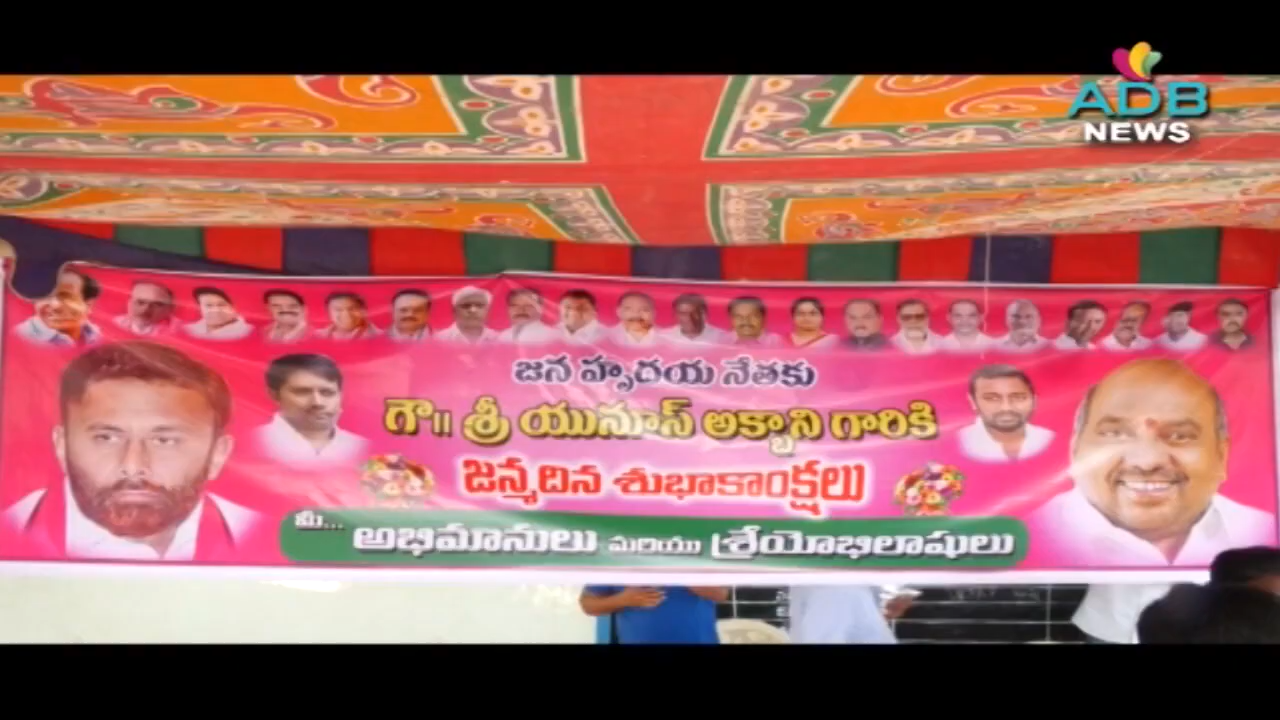 ADB
NEWS
జన హృదయ నేతకు
గౌ|| శ్రీ యునూస్ అక్బాని గారికి
జన్మదిన శుభాకాంక్షలు
మీ...
అభిమానులు మరియు శ్రేయోభిలాషులు